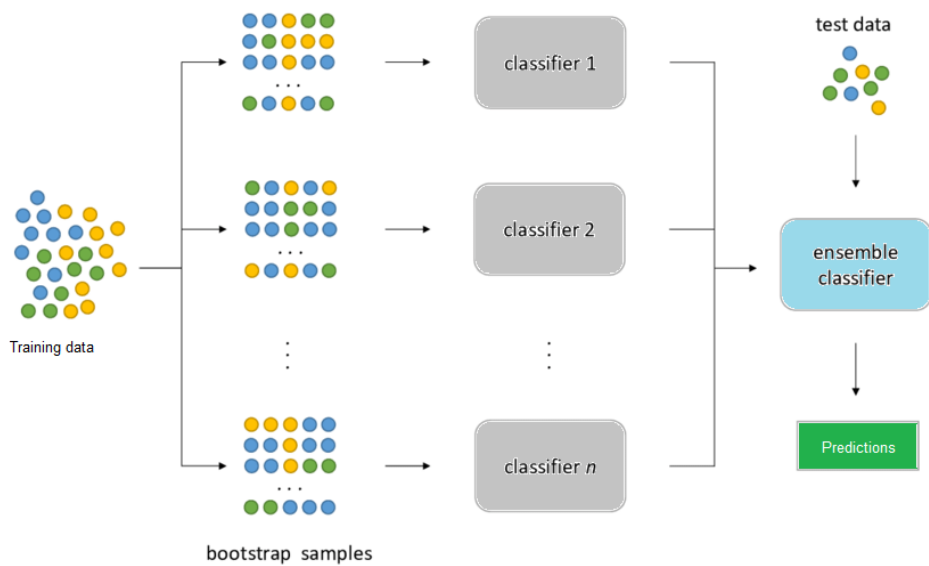 Training data
bootstrap samples
classifier 1
classifier 2
classifier n
test data
ensemble
classifier
Predictions